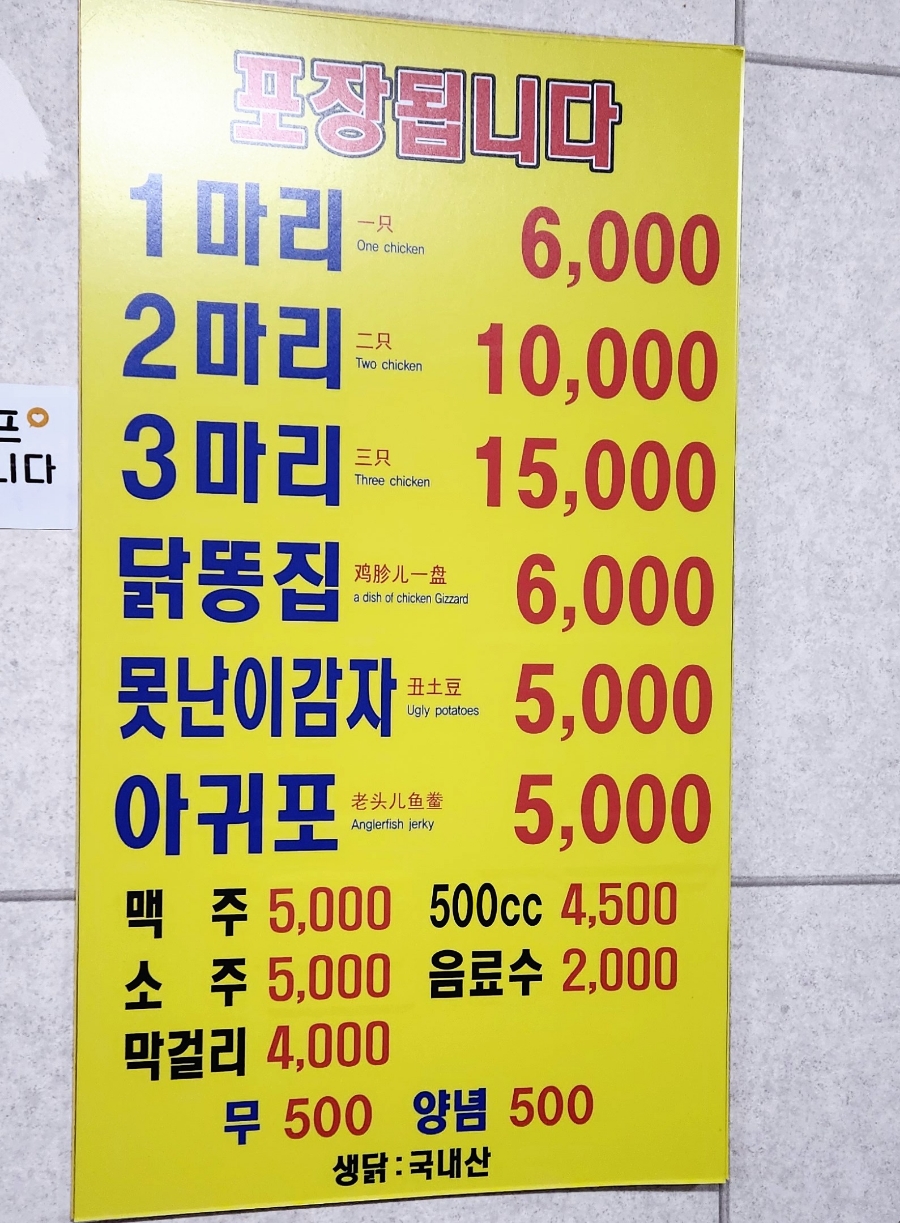 포장됩니다
1마리 一只 One chicken 6,000
2마리 二只 Two chicken 10,000
3마리 三只 Three chicken 15,000
닭똥집 鸡胗儿一盘 a dish of chicken Gizzard 6,000
못난이감자 丑土豆 Ugly potatoes 5,000
아귀포 老头儿鱼鲞 Anglerfish jerky 5,000
맥 주 5,000 500cc 4,500
소 주 5,000 음료수 2,000
막걸리 4,000
무 500 양념 500
생닭:국내산
프
니다